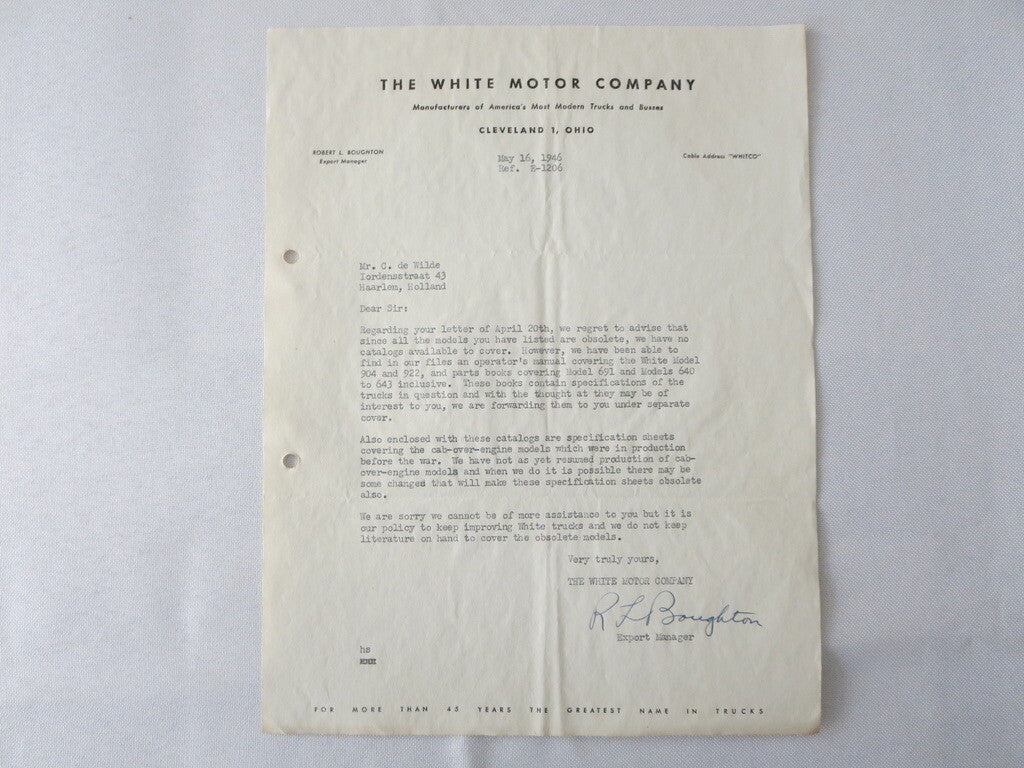 THE WHITE MOTOR COMPANY
Manufacturers of America's Most Modern Trucks and Busses
CLEVELAND 1, OHIO
ROBERT L. BOUGHTON
Export Manager
May 16, 1946
Ref. E-1206
Cable Address "WHITCO"
Mr. C. de Wilde
Iordensstraat 43
Haarlem, Holland
Dear Sir:
Regarding your letter of April 20th, we regret to advise that
since all the models you have listed are obsolete, we have no
catalogs available to cover. However, we have been able to
find in our files an operator's manual covering the White Model
904 and 922, and parts books covering Model 691 and Models 640
to 643 inclusive. These books contain specifications of the
trucks in question and with the thought at they may be of
interest to you, we are forwarding them to you under separate
cover.
Also enclosed with these catalogs are specification sheets
covering the cab-over-engine models which were in production
before the war. We have not as yet resumed production of cab-
over-engine models and when we do it is possible there may be
some changes that will make these specification sheets obsolete
also.
We are sorry we cannot be of more assistance to you but it is
our policy to keep improving White trucks and we do not keep
literature on hand to cover the obsolete models.
Very truly yours,
THE WHITE MOTOR COMPANY
R L Boughton
Export Manager
hs
FOR MORE THAN 45 YEARS THE GREATEST NAME IN TRUCKS